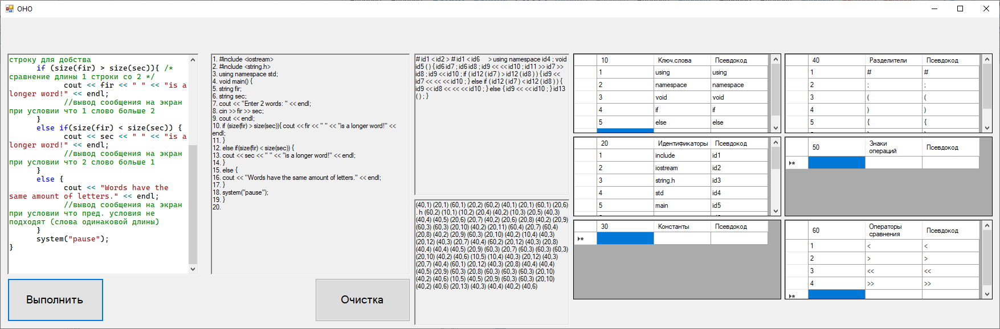 ОНО
строку для добства
if (size(fir) > size(sec)){ /*
сравнение длины 1 строки со 2 */
cout << fir << " " << "is a
longer word!" << endl;
//вывод сообщения на экран
при условии что 1 слово больше 2
}
else if(size(fir) < size(sec)) {
cout << sec << " " << "is a
longer word!" << endl;
//вывод сообщения на экран
при условии что 2 слово больше 1
}
else {
cout << "Words have the
same amount of letters." << endl;
//вывод сообщения на экран
при условии что пред. условия не
подходят (слова одинаковой длины)
}
system("pause");
}
Выполнить
1. #include <iostream>
2. #include <string.h>
3. using namespace std;
4. void main() {
5. string fir;
6. string sec;
7. cout << "Enter 2 words: " << endl;
8. cin >> fir >> sec;
9. cout << endl;
10. if (size(fir) > size(sec)){ cout << fir << " " << "is a longer word!" <<
endl;
11. }
12. else if(size(fir) < size(sec)) {
13. cout << sec << " " << "is a longer word!" << endl;
14. }
15. else {
16. cout << "Words have the same amount of letters." << endl;
17. }
18. system("pause");
19. }
20.
Очистка
# id1 < id2 > # id1 < id6 > using namespace id4 ; void
id5 ( ) { id6 id7 ; id6 id8 ; id9 << << id10 ; id11 >> id7 >>
id8 ; id9 << id10 ; if ( id12 ( id7 ) > id12 ( id8 ) ) { id9 <<
id7 << << << id10 ; } else if ( id12 ( id7 ) < id12 ( id8 ) ) {
id9 << id8 << << << id10 ; } else { id9 << << id10 ; } id13
( ) ; }
(40,1) (20,1) (60,1) (20,2) (60,2) (40,1) (20,1) (60,1) (20,6)
. h (60,2) (10,1) (10,2) (20,4) (40,2) (10,3) (20,5) (40,3)
(40,4) (40,5) (20,6) (20,7) (40,2) (20,6) (20,8) (40,2) (20,9)
(60,3) (60,3) (20,10) (40,2) (20,11) (60,4) (20,7) (60,4)
(20,8) (40,2) (20,9) (60,3) (20,10) (40,2) (10,4) (40,3)
(20,12) (40,3) (20,7) (40,4) (60,2) (20,12) (40,3) (20,8)
(40,4) (40,4) (40,5) (20,9) (60,3) (20,7) (60,3) (60,3) (60,3)
(20,10) (40,2) (40,6) (10,5) (10,4) (40,3) (20,12) (40,3)
(20,7) (40,4) (60,1) (20,12) (40,3) (20,8) (40,4) (40,4)
(40,5) (20,9) (60,3) (20,8) (60,3) (60,3) (60,3) (20,10)
(40,2) (40,6) (10,5) (40,5) (20,9) (60,3) (60,3) (20,10)
(40,2) (40,6) (20,13) (40,3) (40,4) (40,2) (40,6)
10 Ключ.слова Псевдокод
1 using using
2 namespace namespace
3 void void
4 if if
5 else else
20 Идентификаторы Псевдокод
1 include id1
2 iostream id2
3 string.h id3
4 std id4
5 main id5
30 Константы Псевдокод
40 Разделители Псевдокод
1 # #
2 ; ;
3 ( (
4 ) )
5 { {
50 Знаки операций Псевдокод
60 Операторы сравнения Псевдокод
1 < <
2 > >
3 << <<
4 >> >>